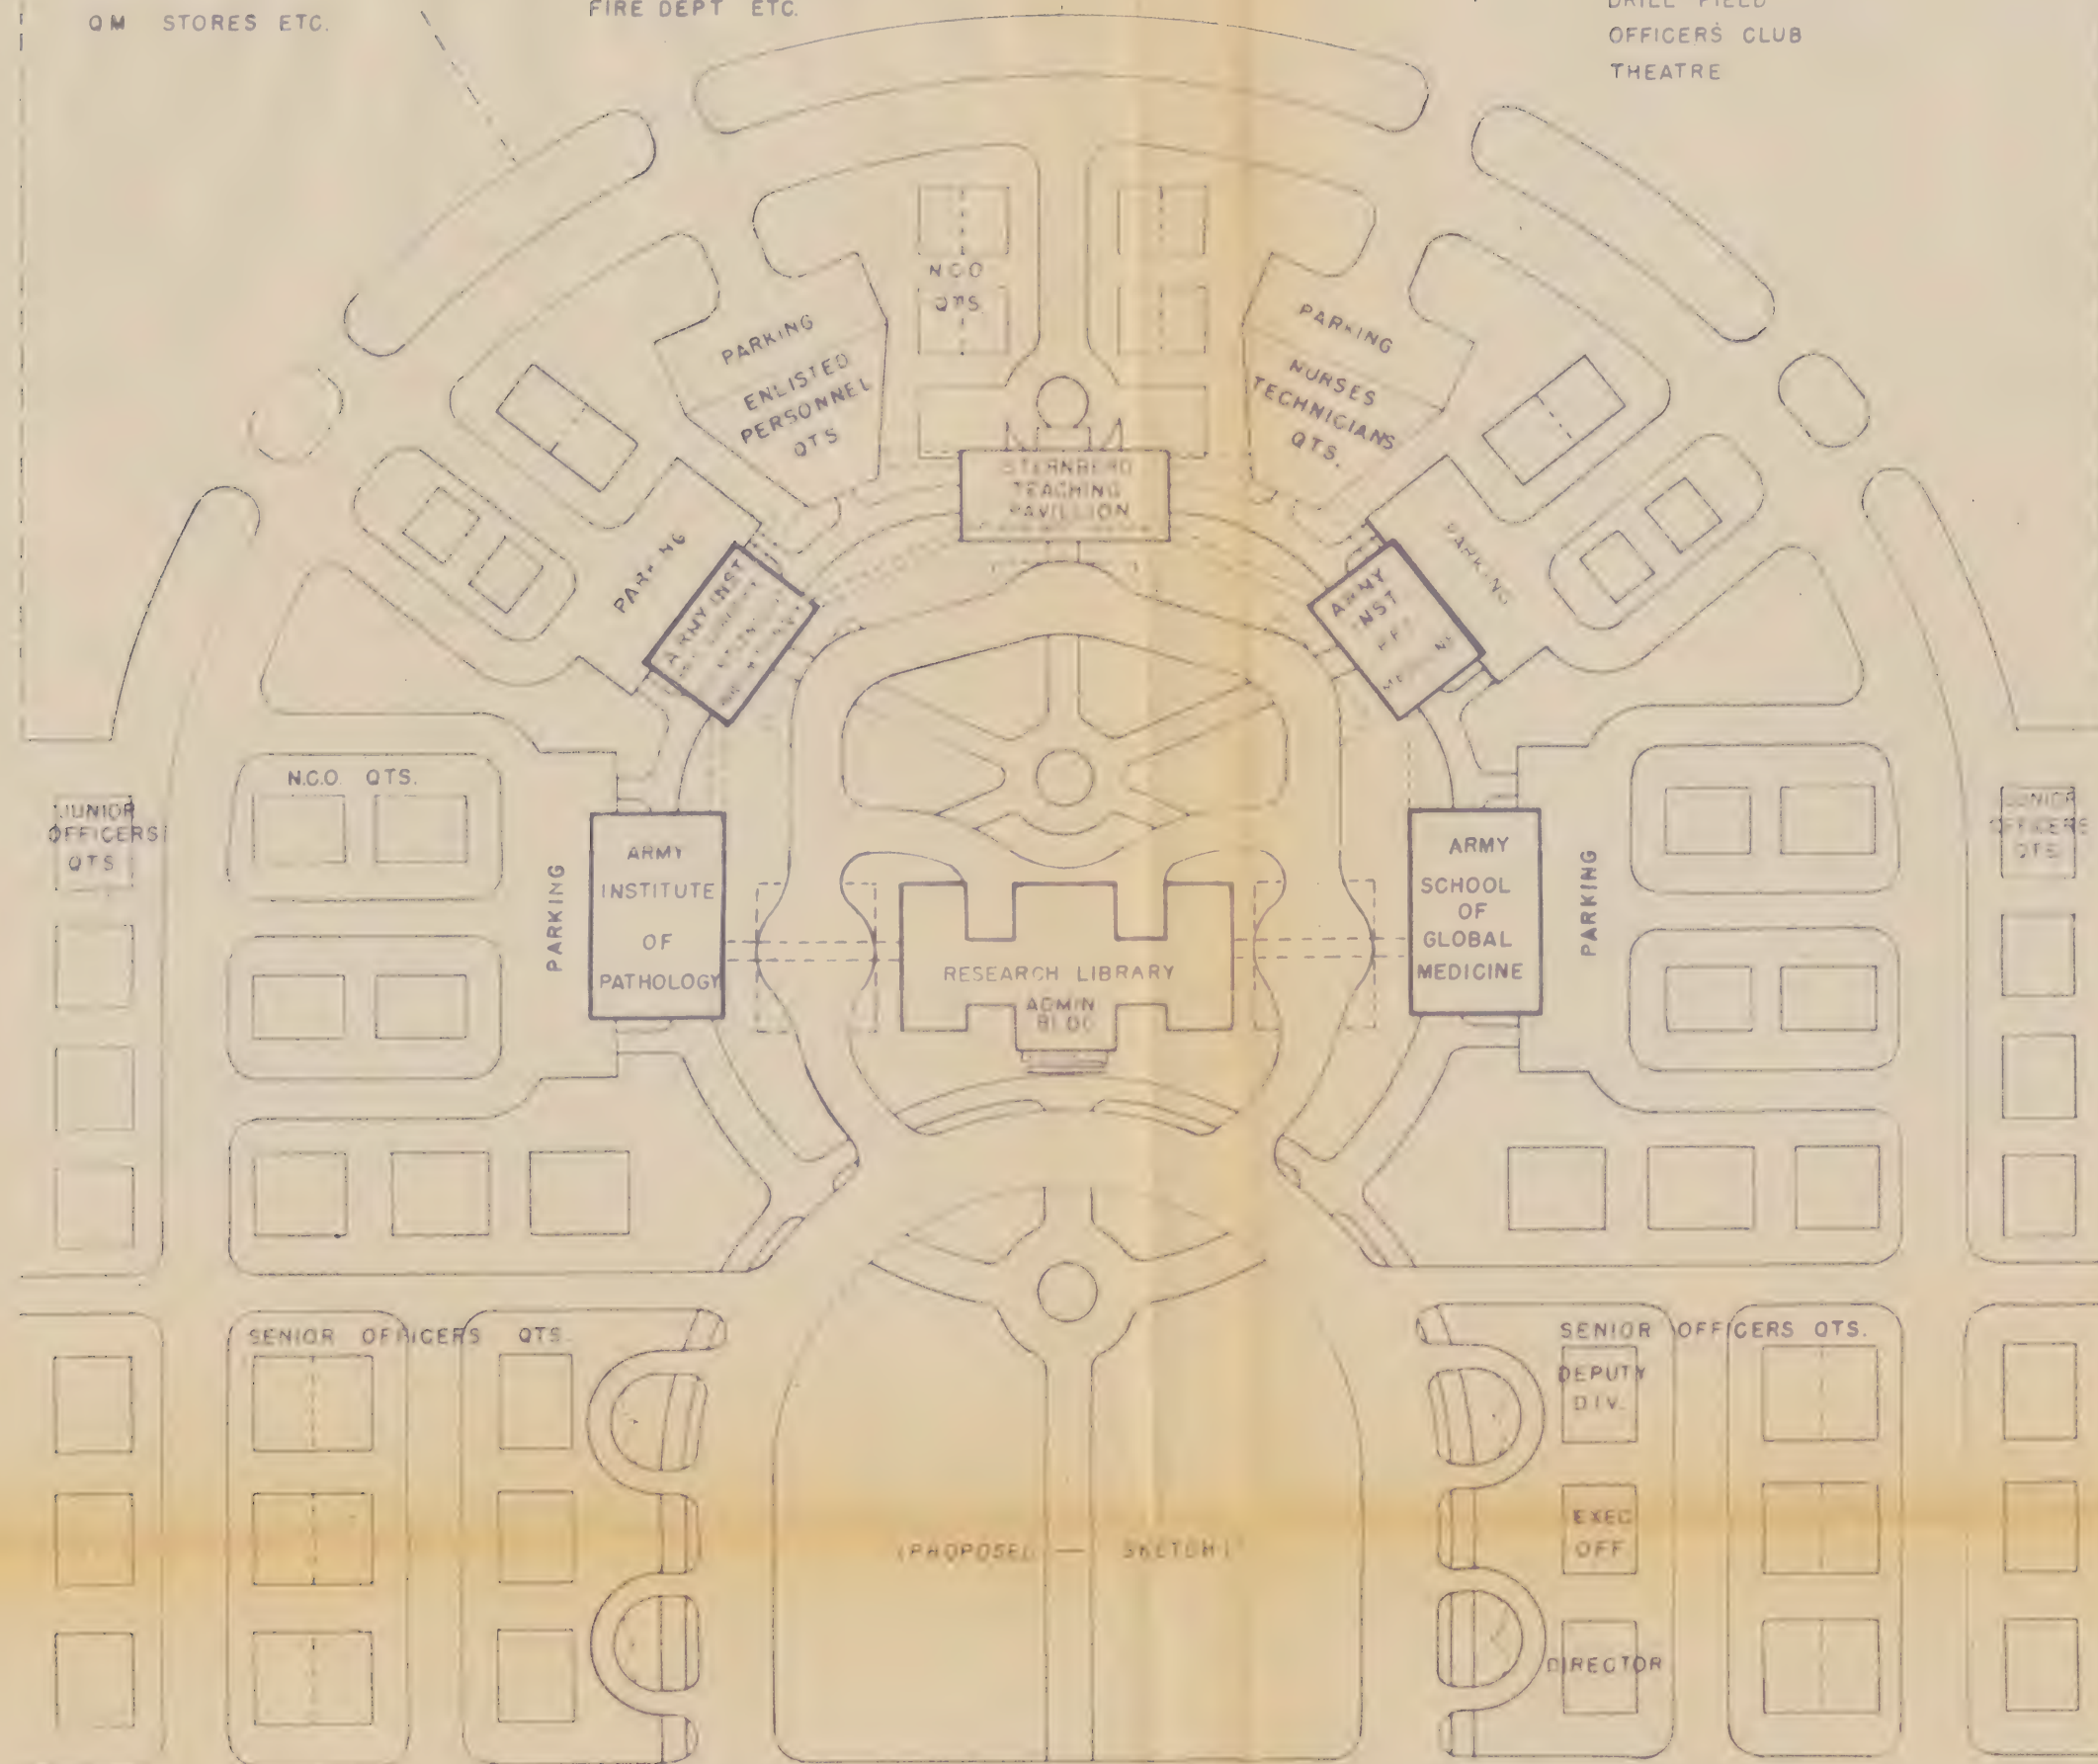 QM STORES ETC.
FIRE DEPT ETC.
DRILL FIELD
OFFICERS CLUB
THEATRE
N.C.O
QTS.
PARKING
ENLISTED
PERSONNEL
QTS
PARKING
NURSES
TECHNICIANS
QTS.
STERNBERG
TEACHING
PAVILLION
PARKING
ARMY INST
PARKING
ARMY
INST
N.C.O. QTS.
JUNIOR
OFFICERS
QTS
JUNIOR
OFFICERS
QTS
PARKING
ARMY
INSTITUTE
OF
PATHOLOGY
RESEARCH LIBRARY
ADMIN
BLDG
ARMY
SCHOOL
OF
GLOBAL
MEDICINE
PARKING
SENIOR OFFICERS QTS.
SENIOR OFFICERS QTS.
DEPUTY
DIV.
EXEC
OFF
DIRECTOR
(PROPOSED — SKETCH)